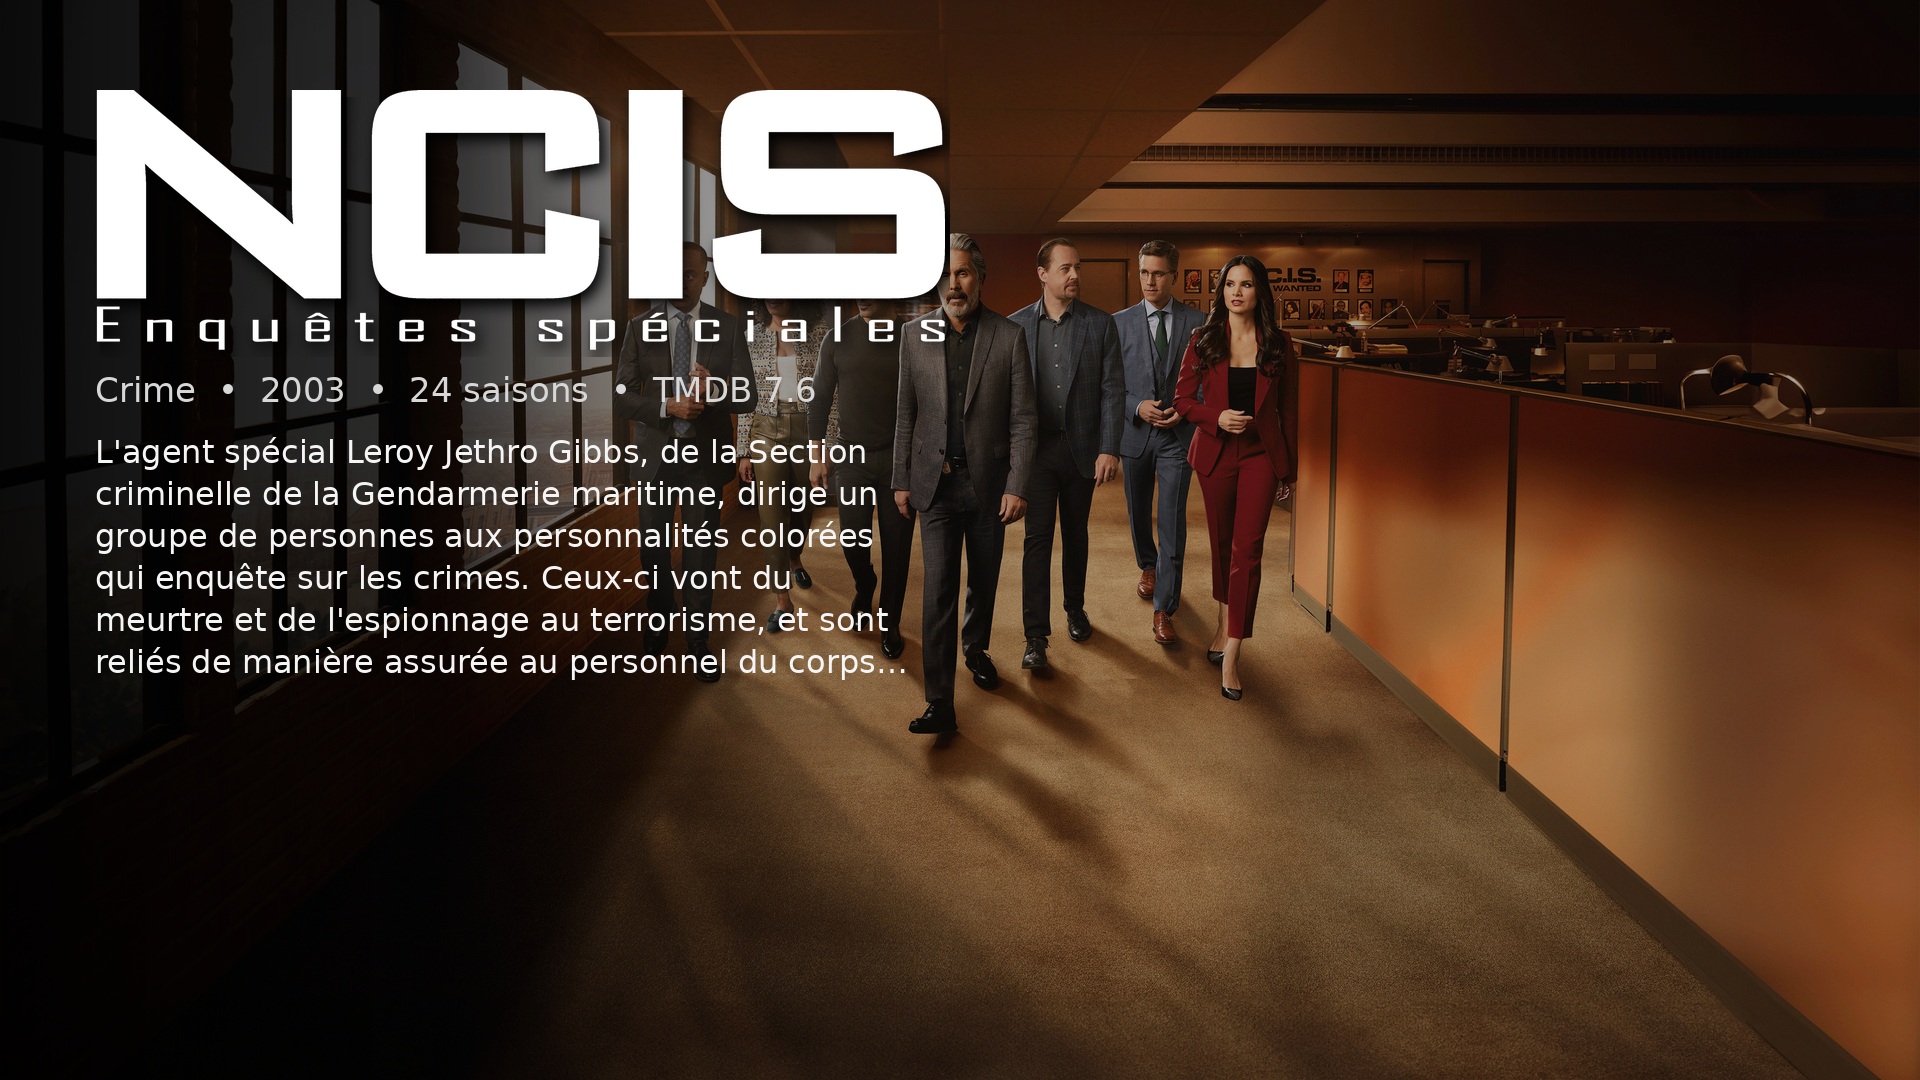 NCIS
Enquêtes spéciales
Crime • 2003 • 24 saisons • TMDB 7.6
L'agent spécial Leroy Jethro Gibbs, de la Section
criminelle de la Gendarmerie maritime, dirige un
groupe de personnes aux personnalités colorées
qui enquête sur les crimes. Ceux-ci vont du
meurtre et de l'espionnage au terrorisme, et sont
reliés de manière assurée au personnel du corps...
C.I.S.
WANTED